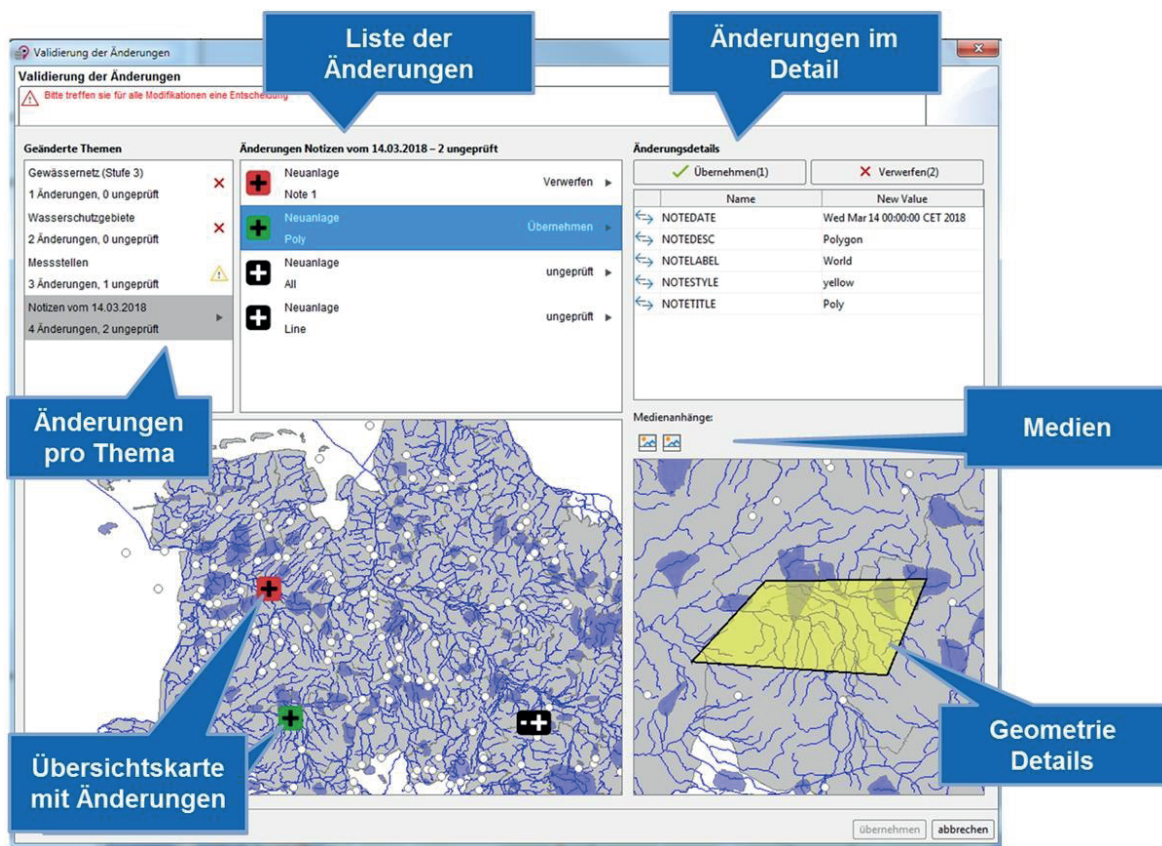 Liste der
Änderungen
Änderungen im
Detail
Validierung der Änderungen
Validierung der Änderungen
Bitte treffen sie für alle Modifikationen eine Entscheidung
Geänderte Themen
Gewässernetz (Stufe 3)
1 Änderungen, 0 ungeprüft
Wasserschutzgebiete
2 Änderungen, 0 ungeprüft
Messstellen
3 Änderungen, 1 ungeprüft
Notizen vom 14.03.2018
4 Änderungen, 2 ungeprüft
Änderungen Notizen vom 14.03.2018 – 2 ungeprüft
Neuanlage
Note 1
Verwerfen
Neuanlage
Poly
Übernehmen
Neuanlage
All
ungeprüft
Neuanlage
Line
ungeprüft
Änderungsdetails
Übernehmen(1) Verwerfen(2)
Name New Value
NOTEDATE Wed Mar 14 00:00:00 CET 2018
NOTEDESC Polygon
NOTELABEL World
NOTESTYLE yellow
NOTETITLE Poly
Änderungen
pro Thema
Medienanhänge:
Medien
Übersichtskarte
mit Änderungen
Geometrie
Details
übernehmen abbrechen